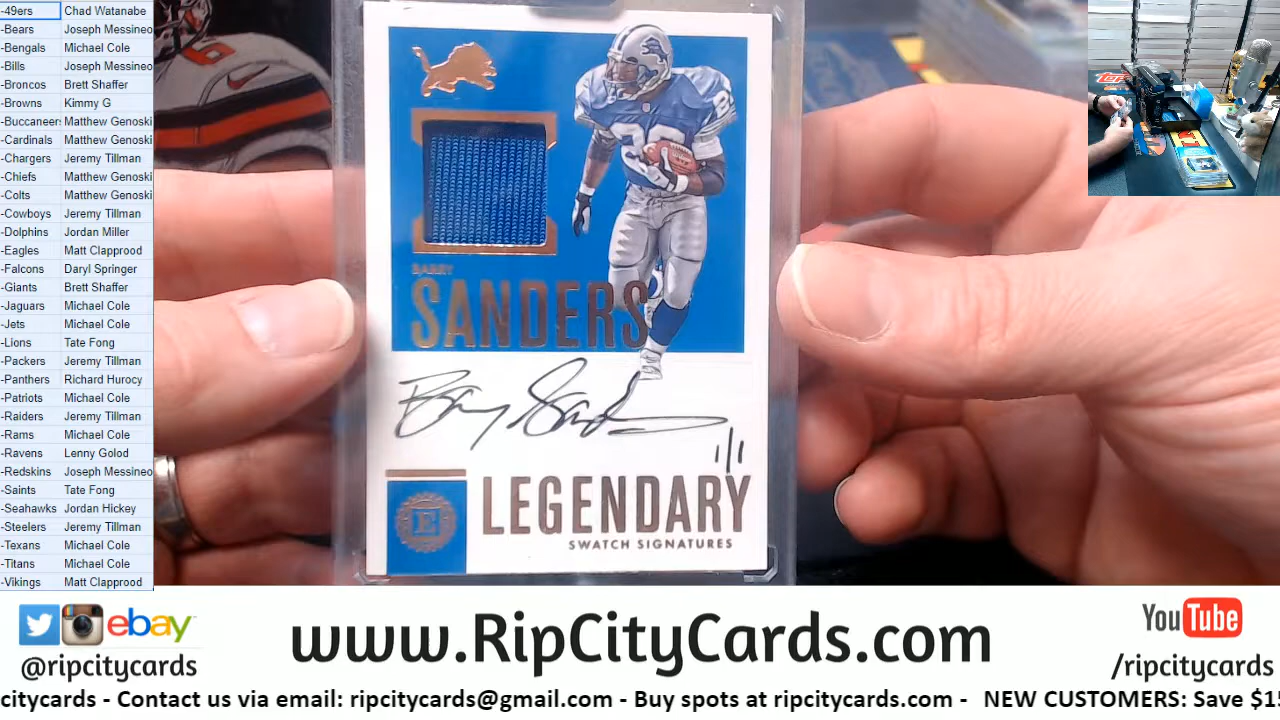 -49ers Chad Watanabe
-Bears Joseph Messineo
-Bengals Michael Cole
-Bills Joseph Messineo
-Broncos Brett Shaffer
-Browns Kimmy G
-Buccaneers Matthew Genoski
-Cardinals Matthew Genoski
-Chargers Jeremy Tillman
-Chiefs Matthew Genoski
-Colts Matthew Genoski
-Cowboys Jeremy Tillman
-Dolphins Jordan Miller
-Eagles Matt Clapprood
-Falcons Daryl Springer
-Giants Brett Shaffer
-Jaguars Michael Cole
-Jets Michael Cole
-Lions Tate Fong
-Packers Jeremy Tillman
-Panthers Richard Hurocy
-Patriots Michael Cole
-Raiders Jeremy Tillman
-Rams Michael Cole
-Ravens Lenny Golod
-Redskins Joseph Messineo
-Saints Tate Fong
-Seahawks Jordan Hickey
-Steelers Jeremy Tillman
-Texans Michael Cole
-Titans Michael Cole
-Vikings Matt Clapprood
BARRY
SANDERS
Barry Sanders
1/1
E
LEGENDARY
SWATCH SIGNATURES
ebay
@ripcitycards
www.RipCityCards.com
YouTube
/ripcitycards
citycards - Contact us via email: ripcitycards@gmail.com - Buy spots at ripcitycards.com - NEW CUSTOMERS: Save $15